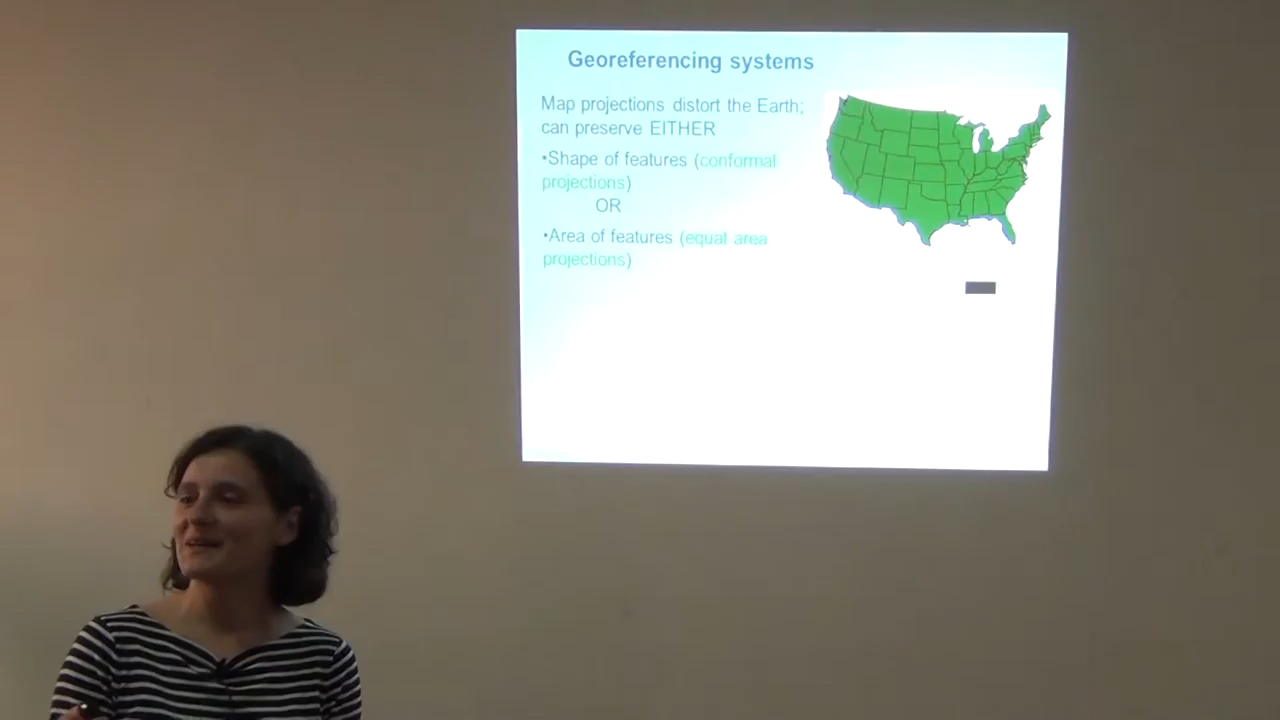 Georeferencing systems
Map projections distort the Earth;
can preserve EITHER
•Shape of features (conformal
projections)
OR
•Area of features (equal area
projections)